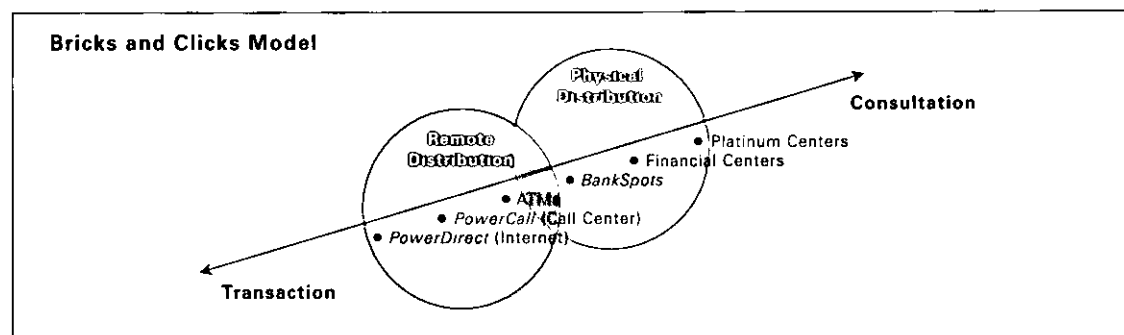 Bricks and Clicks Model
Physical
Distribution
Consultation
Remote
Distribution
• Platinum Centers
• Financial Centers
• BankSpots
• ATMs
• PowerCall (Call Center)
• PowerDirect (Internet)
Transaction